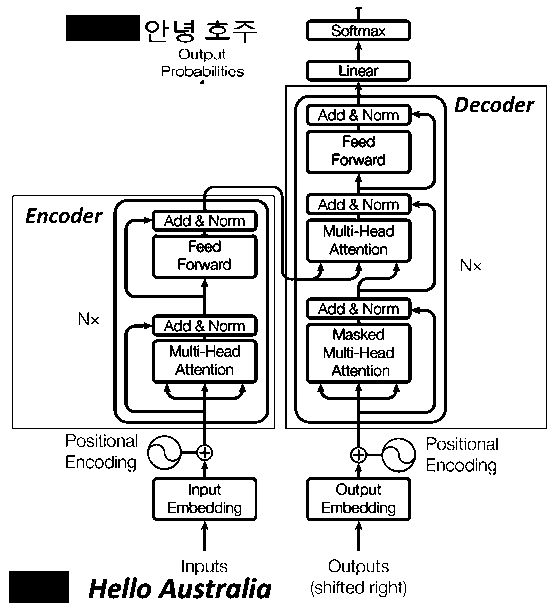 안녕 호주
Output
Probabilities
Softmax
Linear
Decoder
Add & Norm
Feed
Forward
Add & Norm
Multi-Head
Attention
Nx
Add & Norm
Masked
Multi-Head
Attention
Encoder
Add & Norm
Feed
Forward
Nx
Add & Norm
Multi-Head
Attention
Positional
Encoding
Positional
Encoding
Input
Embedding
Output
Embedding
Inputs
Outputs
(shifted right)
Hello Australia